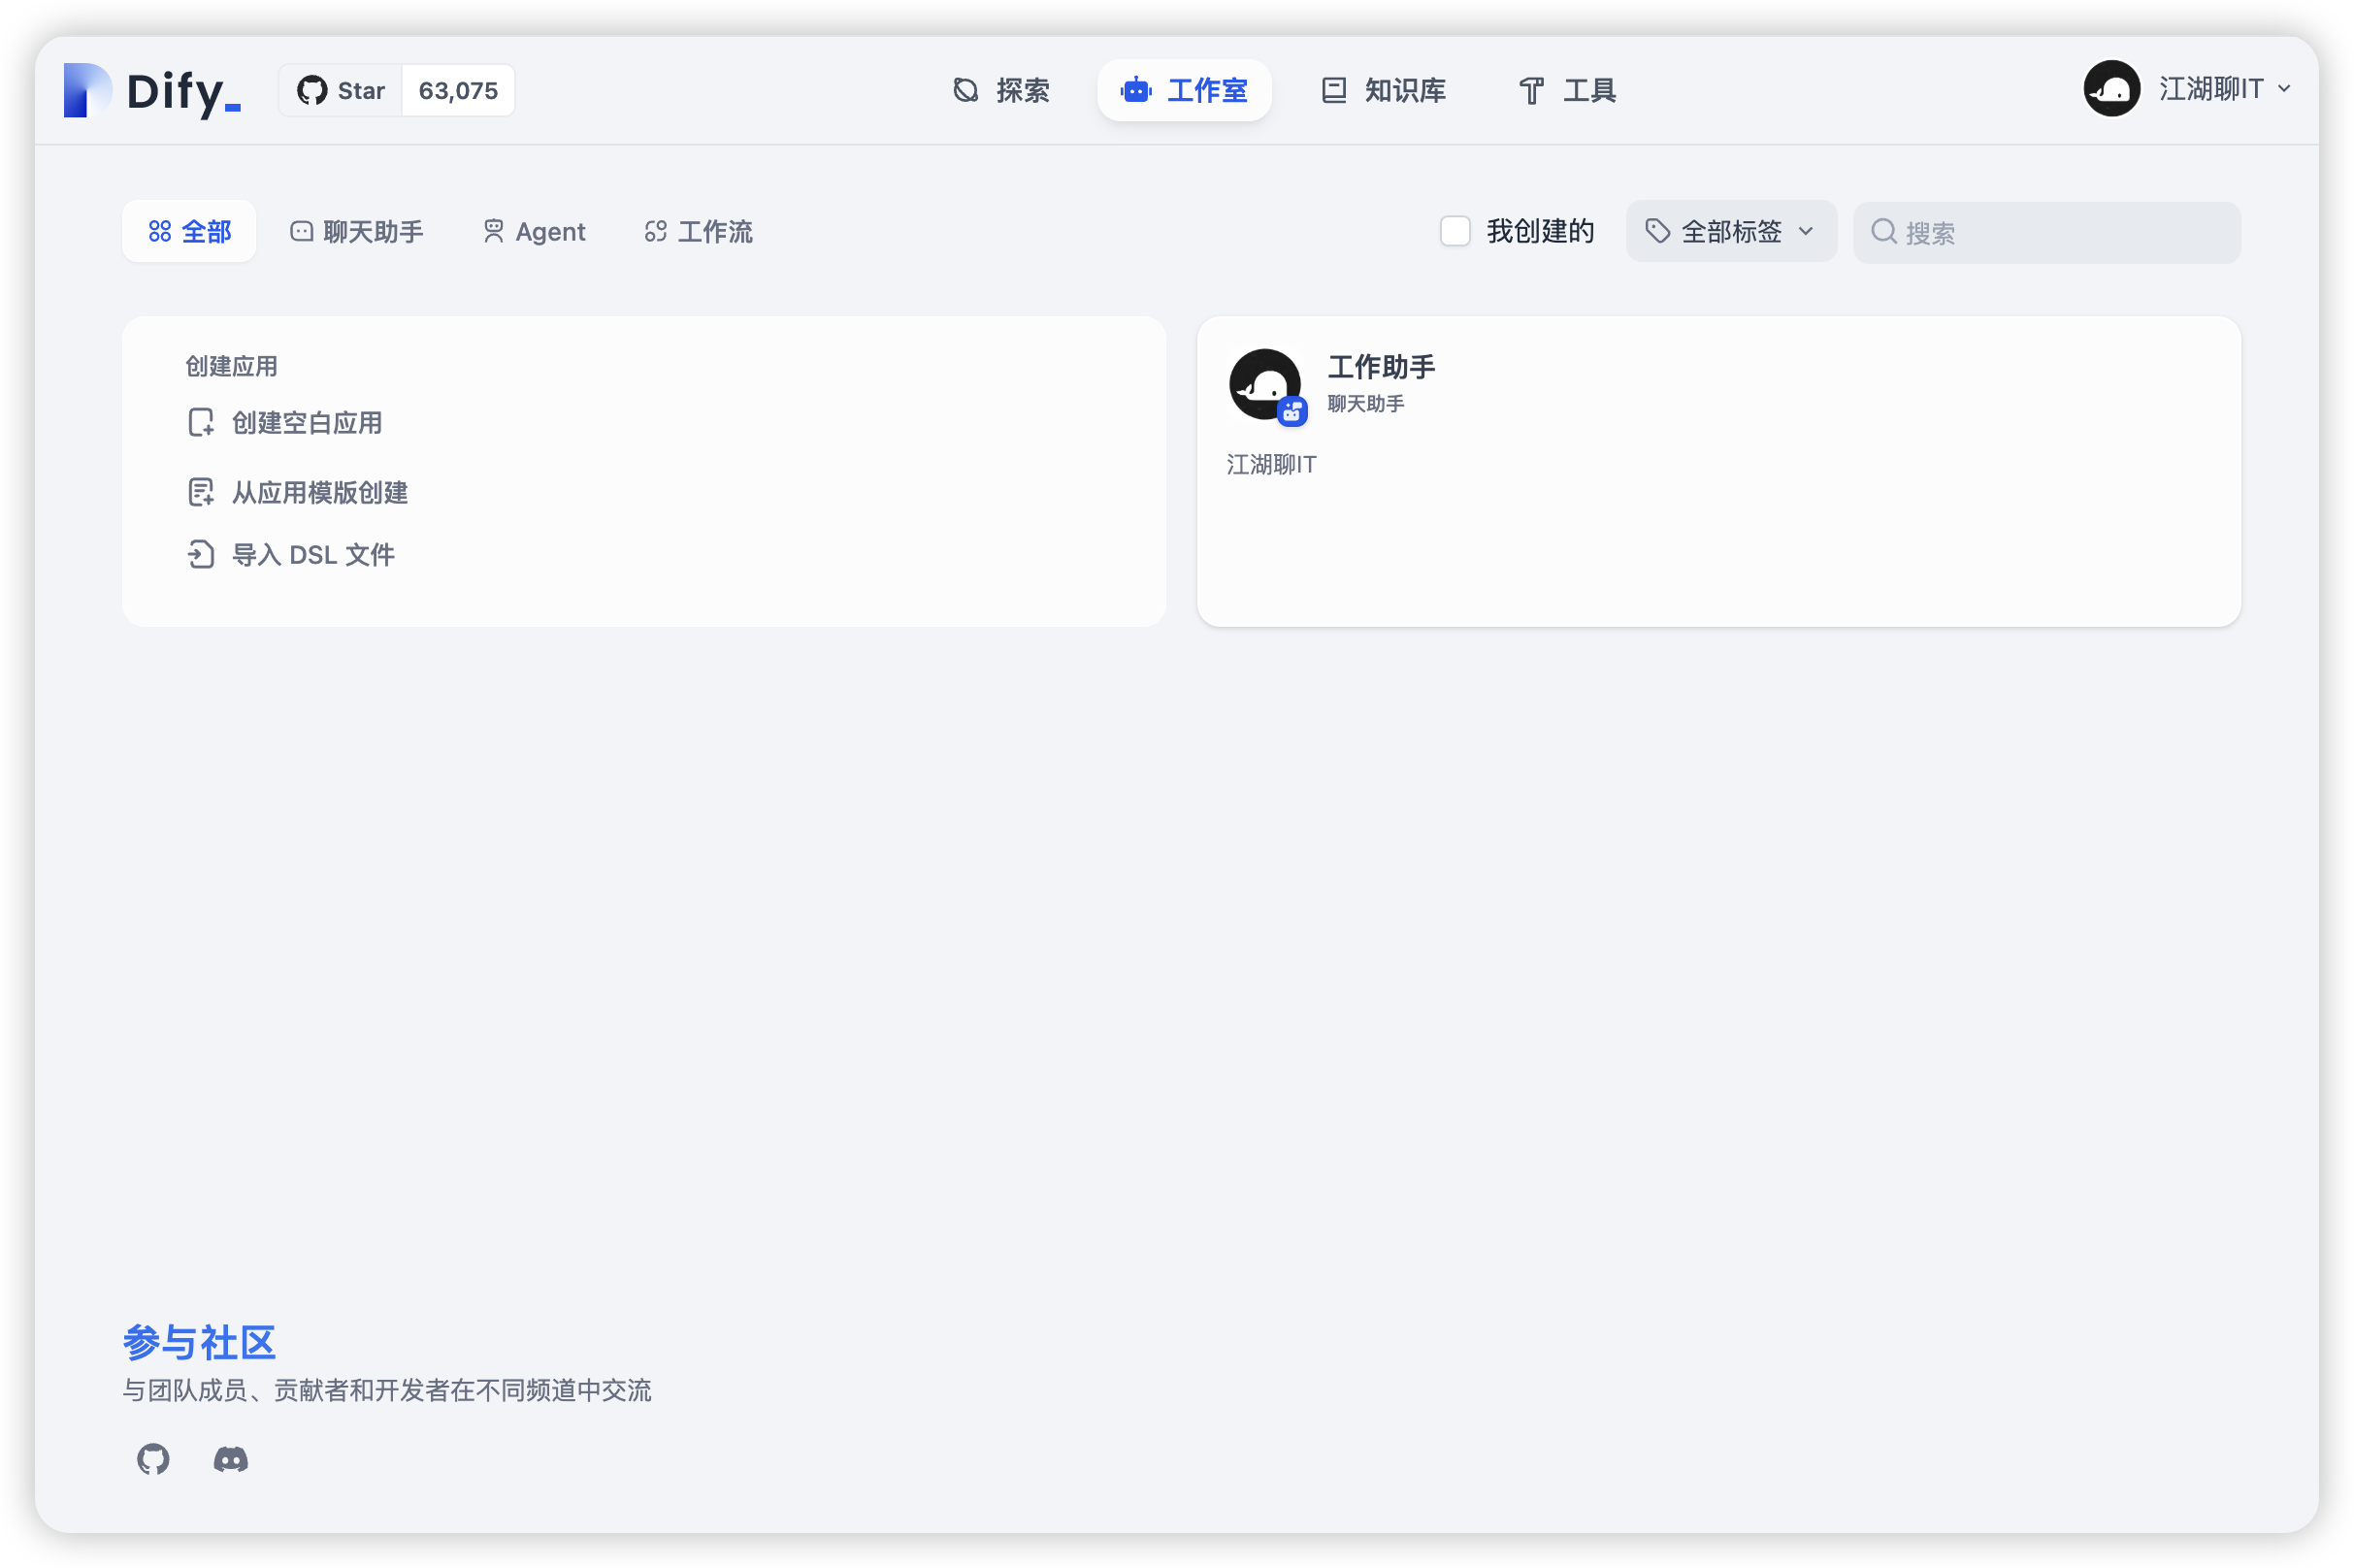 Dify_
Star 63,075
探索 工作室 知识库 工具
江湖聊IT
全部 聊天助手 Agent 工作流
我创建的 全部标签 搜索
创建应用
创建空白应用
从应用模版创建
导入 DSL 文件
工作助手
聊天助手
江湖聊IT
参与社区
与团队成员、贡献者和开发者在不同频道中交流